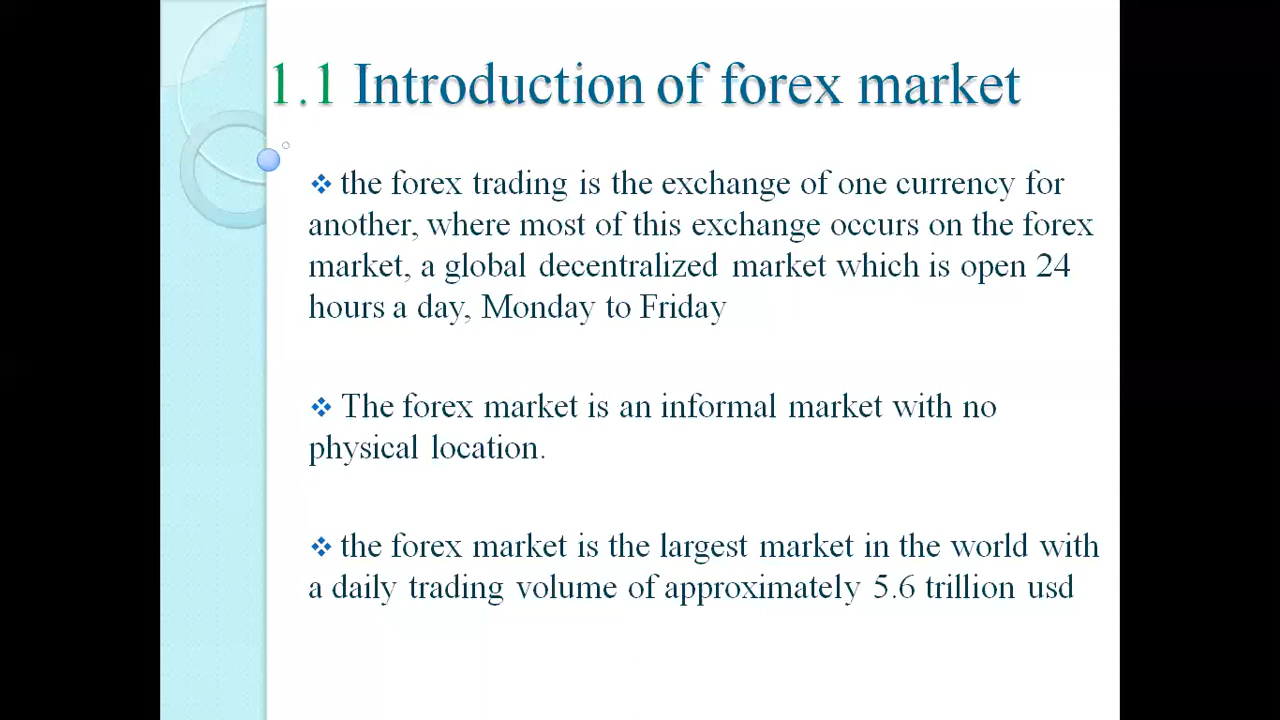 1.1 Introduction of forex market
❖ the forex trading is the exchange of one currency for
another, where most of this exchange occurs on the forex
market, a global decentralized market which is open 24
hours a day, Monday to Friday
❖ The forex market is an informal market with no
physical location.
❖ the forex market is the largest market in the world with
a daily trading volume of approximately 5.6 trillion usd